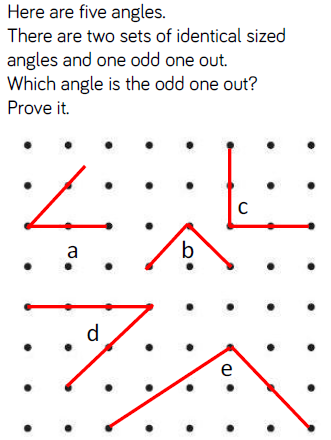 Here are five angles.
There are two sets of identical sized
angles and one odd one out.
Which angle is the odd one out?
Prove it.
c
a
b
d
e